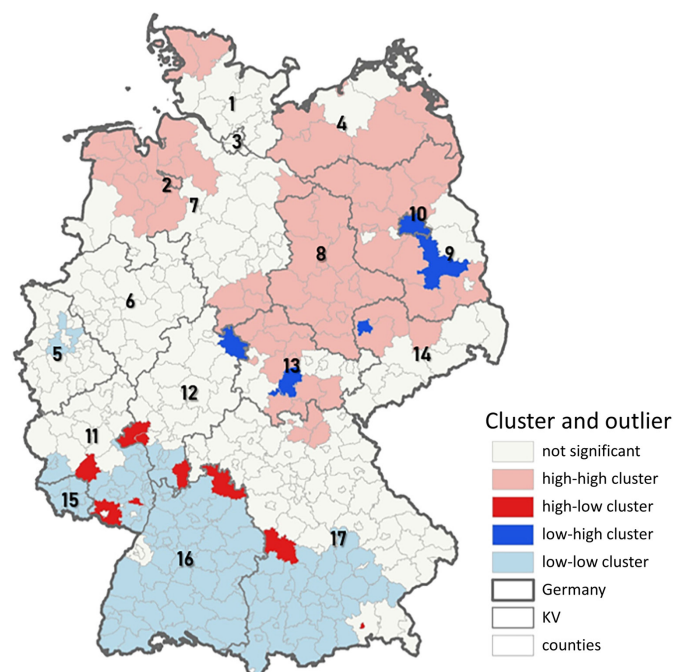 1
4
3
2
7
10
9
8
6
5
13
14
12
11
15
17
16
Cluster and outlier
not significant
high-high cluster
high-low cluster
low-high cluster
low-low cluster
Germany
KV
counties